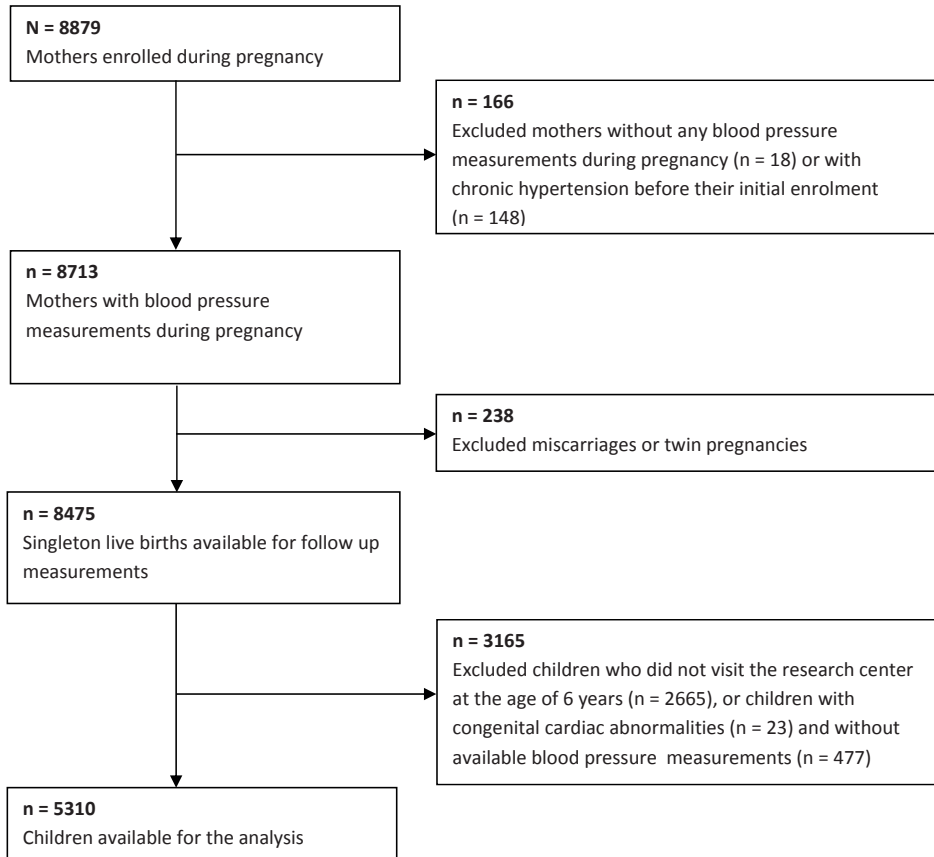 N = 8879
Mothers enrolled during pregnancy
n = 166
Excluded mothers without any blood pressure
measurements during pregnancy (n = 18) or with
chronic hypertension before their initial enrolment
(n = 148)
n = 8713
Mothers with blood pressure
measurements during pregnancy
n = 238
Excluded miscarriages or twin pregnancies
n = 8475
Singleton live births available for follow up
measurements
n = 3165
Excluded children who did not visit the research center
at the age of 6 years (n = 2665), or children with
congenital cardiac abnormalities (n = 23) and without
available blood pressure  measurements (n = 477)
n = 5310
Children available for the analysis